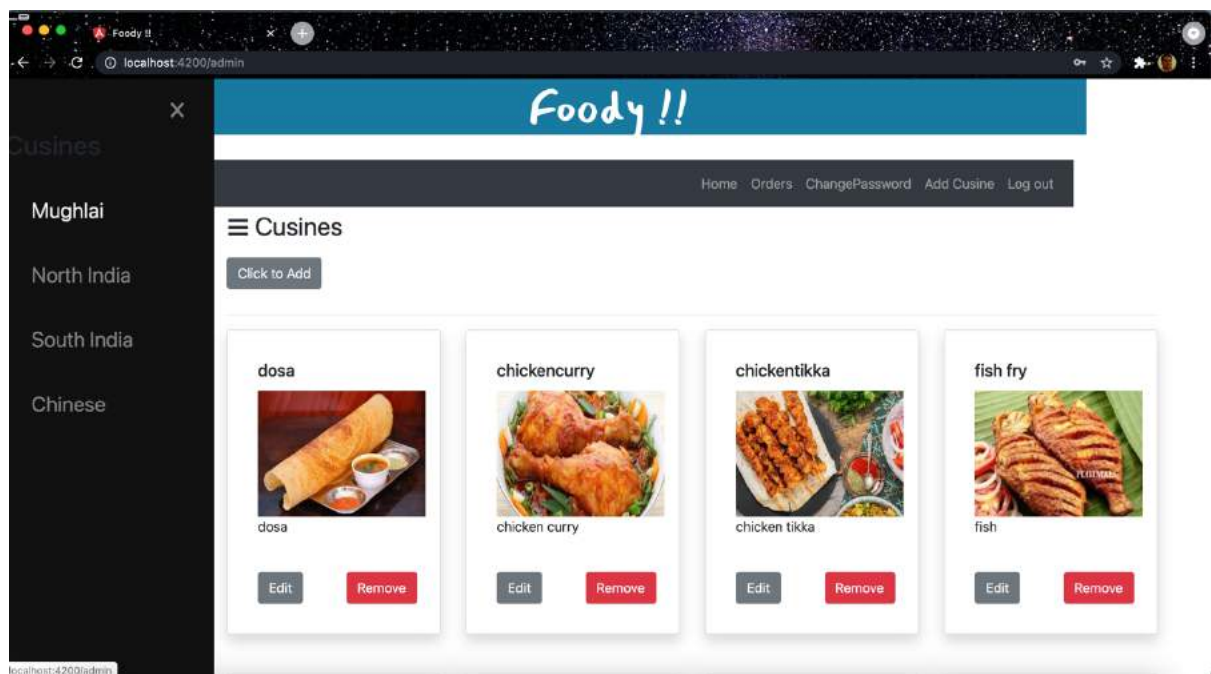 Foody !!
localhost:4200/admin
Cusines
Mughlai
North India
South India
Chinese
Foody !!
Home Orders ChangePassword Add Cusine Log out
Cusines
Click to Add
dosa
dosa
Edit Remove
chickencurry
chicken curry
Edit Remove
chickentikka
chicken tikka
Edit Remove
fish fry
fish
Edit Remove
localhost:4200/admin